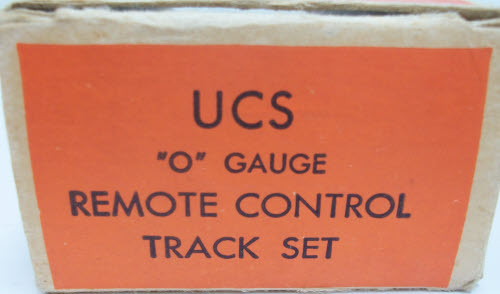 UCS
"O" GAUGE
REMOTE CONTROL
TRACK SET